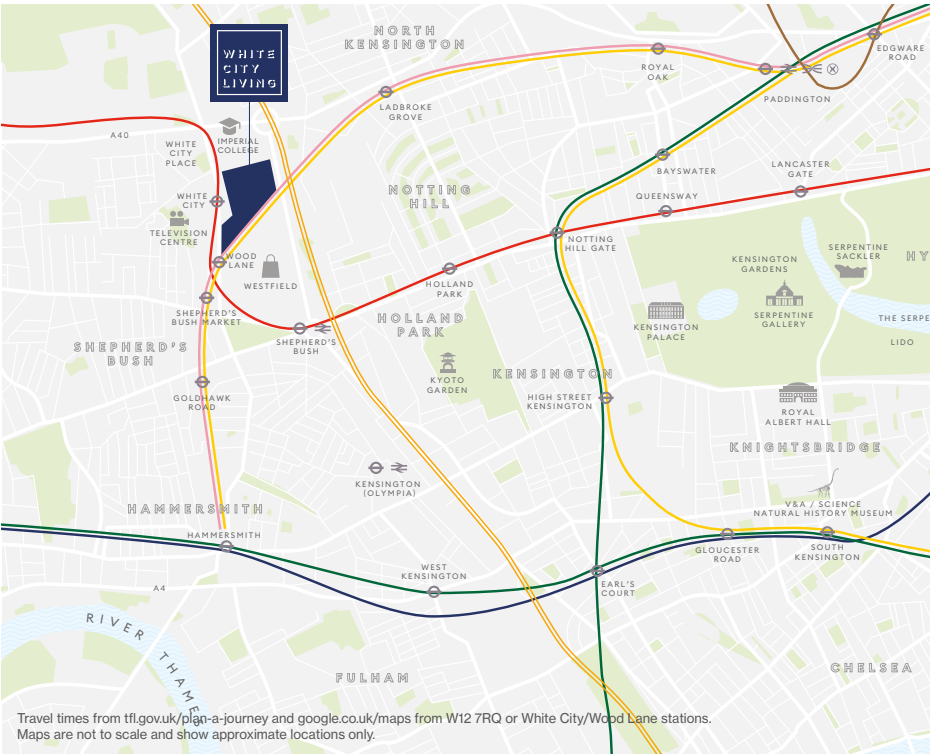 WHITE
CITY
LIVING
NORTH
KENSINGTON
ROYAL
OAK
EDGWARE
ROAD
PADDINGTON
LADBROKE
GROVE
A40
IMPERIAL
COLLEGE
WHITE
CITY
PLACE
BAYSWATER
LANCASTER
GATE
QUEENSWAY
NOTTING
HILL
WHITE
CITY
TELEVISION
CENTRE
NOTTING
HILL GATE
WOOD
LANE
WESTFIELD
KENSINGTON
GARDENS
SERPENTINE
SACKLER
HY
HOLLAND
PARK
SERPENTINE
GALLERY
THE SERPE
LIDO
SHEPHERD'S
BUSH MARKET
HOLLAND
PARK
KENSINGTON
PALACE
SHEPHERD'S
BUSH
SHEPHERD'S
BUSH
KYOTO
GARDEN
KENSINGTON
HIGH STREET
KENSINGTON
GOLDHAWK
ROAD
ROYAL
ALBERT HALL
KNIGHTSBRIDGE
KENSINGTON
(OLYMPIA)
V&A / SCIENCE
NATURAL HISTORY MUSEUM
HAMMERSMITH
HAMMERSMITH
GLOUCESTER
ROAD
SOUTH
KENSINGTON
WEST
KENSINGTON
EARL'S
COURT
A4
RIVER THAMES
FULHAM
CHELSEA
Travel times from tfl.gov.uk/plan-a-journey and google.co.uk/maps from W12 7RQ or White City/Wood Lane stations.
Maps are not to scale and show approximate locations only.